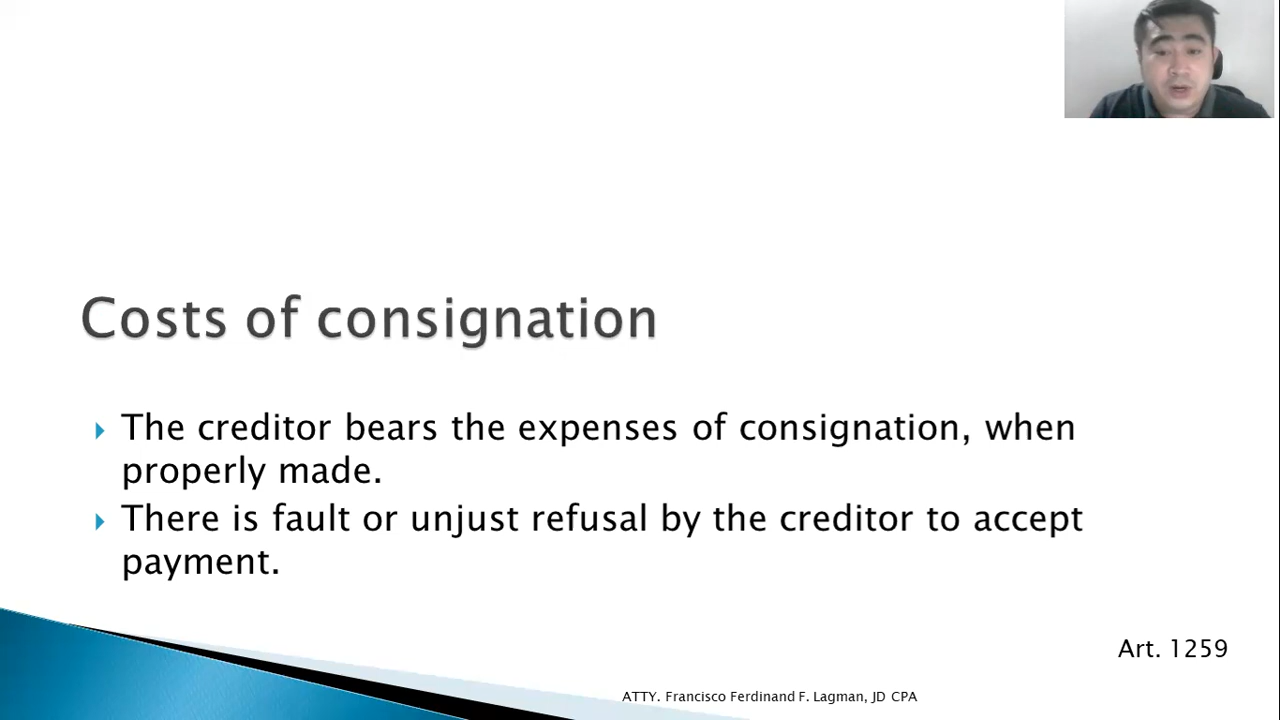 Costs of consignation
The creditor bears the expenses of consignation, when
properly made.
There is fault or unjust refusal by the creditor to accept
payment.
Art. 1259
ATTY. Francisco Ferdinand F. Lagman, JD CPA